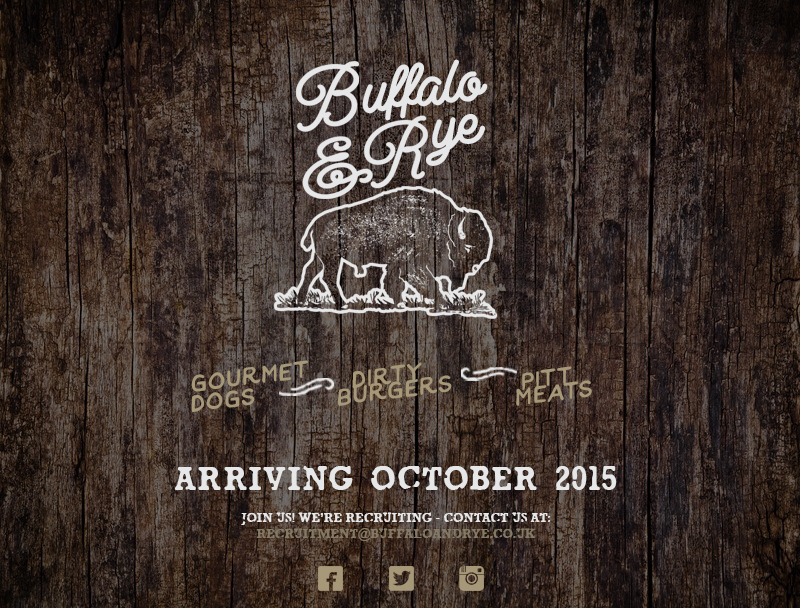 Buffalo
& Rye
GOURMET
DOGS
DIRTY
BURGERS
PITT
MEATS
ARRIVING OCTOBER 2015
JOIN US! WE'RE RECRUITING - CONTACT US AT:
RECRUITMENT@BUFFALOANDRYE.CO.UK